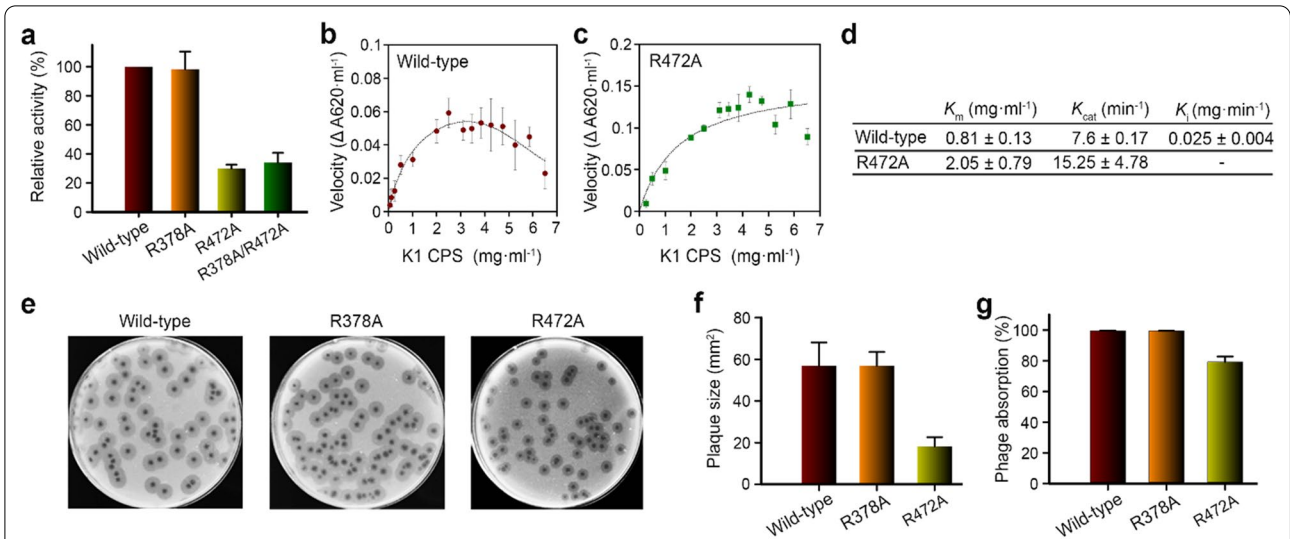 a
Relative activity (%)
100
80
60
40
20
0
Wild-type
R378A
R472A
R378A/R472A
b
Velocity (Δ A620·ml-1)
0.1
0.08
0.06
0.04
0.02
0
Wild-type
0 1 2 3 4 5 6 7
K1 CPS (mg·ml-1)
c
Velocity (Δ A620·ml-1)
0.2
0.15
0.1
0.05
0
R472A
0 1 2 3 4 5 6 7
K1 CPS (mg·ml-1)
d
Km (mg·ml-1) Kcat (min-1) Ki (mg·min-1)
Wild-type 0.81 ± 0.13 7.6 ± 0.17 0.025 ± 0.004
R472A 2.05 ± 0.79 15.25 ± 4.78 -
e
Wild-type
R378A
R472A
f
Plaque size (mm2)
80
60
40
20
0
Wild-type
R378A
R472A
g
Phage absorption (%)
100
80
60
40
20
0
Wild-type
R378A
R472A